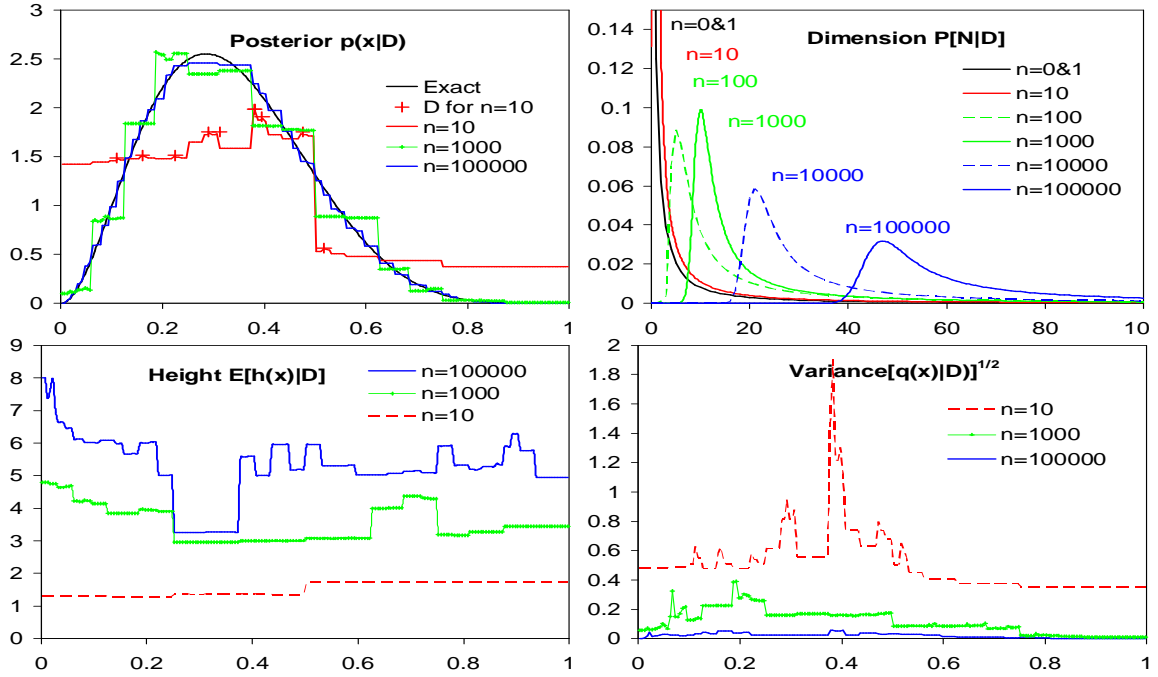 Posterior p(x|D)
3
2.5
2
1.5
1
0.5
0
0
0.2
0.4
0.6
0.8
1
Exact
D for n=10
n=10
n=1000
n=100000
Dimension P[N|D]
0.14
0.12
0.1
0.08
0.06
0.04
0.02
0
0
20
40
60
80
10
n=0&1
n=10
n=100
n=1000
n=10000
n=100000
n=0&1
n=10
n=100
n=1000
n=10000
n=100000
Height E[h(x)|D]
9
8
7
6
5
4
3
2
1
0
0
0.2
0.4
0.6
0.8
1
n=100000
n=1000
n=10
Variance[q(x)|D)]1/2
2
1.8
1.6
1.4
1.2
1
0.8
0.6
0.4
0.2
0
0
0.2
0.4
0.6
0.8
1
n=10
n=1000
n=100000